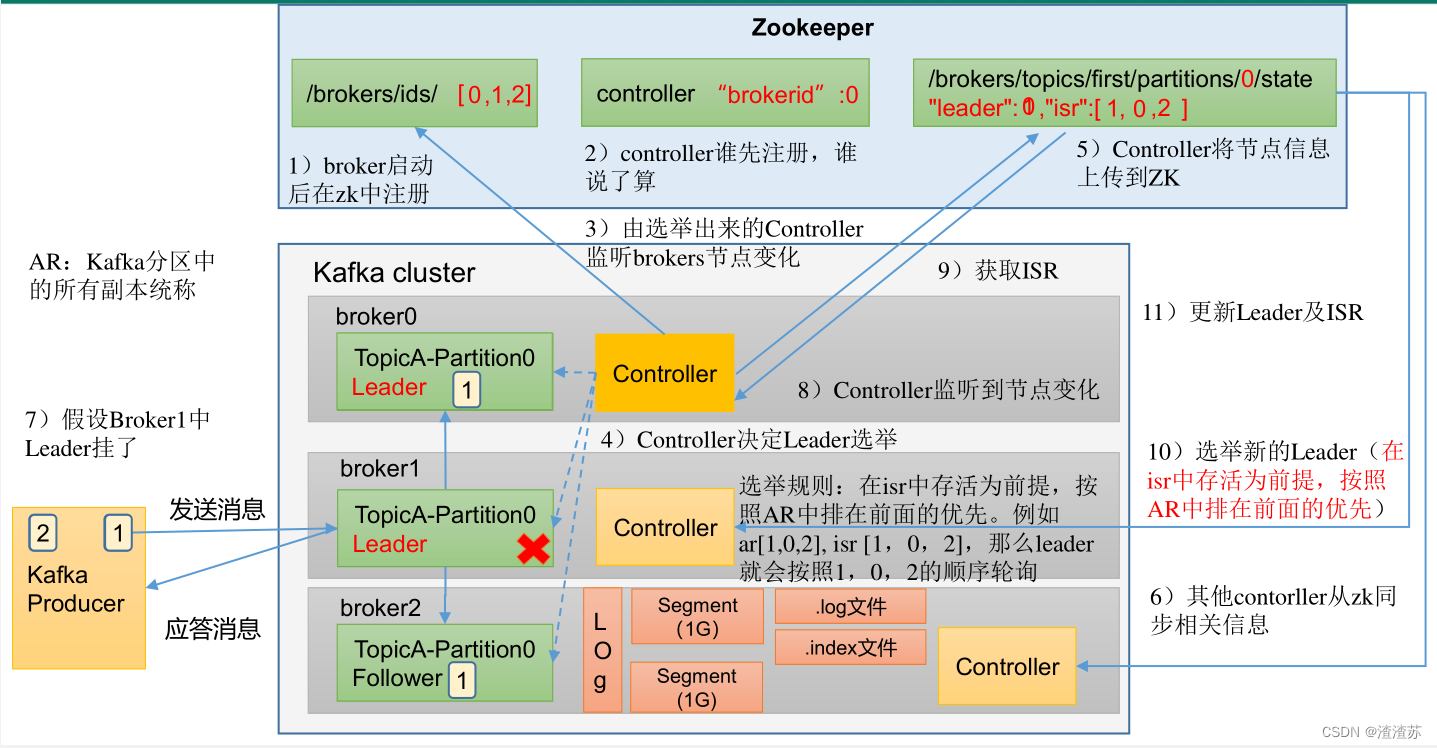 Zookeeper
/brokers/ids/ [ 0,1,2]
controller “brokerid” :0
/brokers/topics/first/partitions/0/state
"leader": ,"isr":[ 1, 0 ,2 ]
1）broker启动
后在zk中注册
2）controller谁先注册，谁
说了算
5）Controller将节点信息
上传到ZK
3）由选举出来的Controller
监听brokers节点变化
9）获取ISR
AR：Kafka分区中
的所有副本统称
Kafka cluster
11）更新Leader及ISR
broker0
TopicA-Partition0
Leader 1
Controller
8）Controller监听到节点变化
7）假设Broker1中
Leader挂了
4）Controller决定Leader选举
10）选举新的Leader（在
isr中存活为前提，按照
AR中排在前面的优先）
broker1
TopicA-Partition0
Leader
Controller
选举规则：在isr中存活为前提，按
照AR中排在前面的优先。例如
ar[1,0,2], isr [1，0，2]，那么leader
就会按照1，0，2的顺序轮询
发送消息
2 1
Kafka
Producer
应答消息
broker2
TopicA-Partition0
Follower 1
L
O
g
Segment
(1G)
Segment
(1G)
.log文件
.index文件
Controller
6）其他contorller从zk同
步相关信息
CSDN @渣渣苏